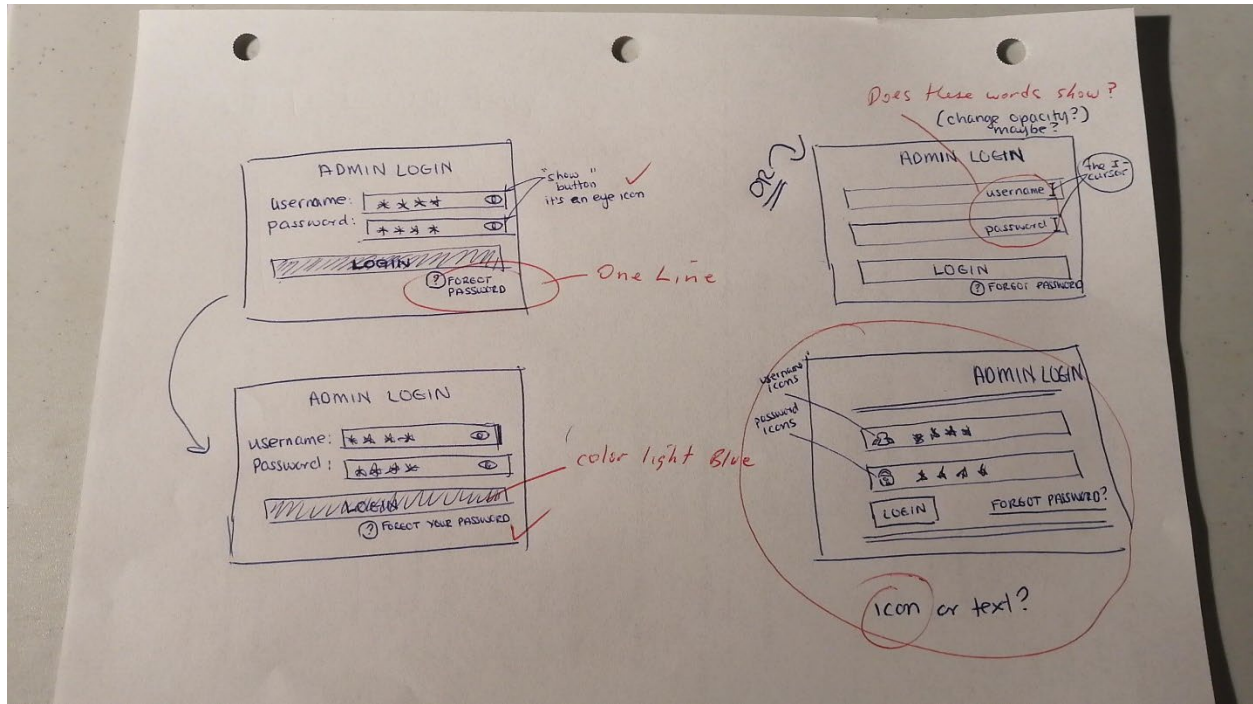 ADMIN LOGIN
username: * * * *
password: * * * *
LOGIN
? FORGOT
PASSWORD
"show"
button
it's an eye icon
One Line
Does these words show?
(change opacity?)
maybe?
OR
ADMIN LOGIN
username
password
the I-
cursor
LOGIN
? FORGOT PASSWORD
ADMIN LOGIN
username: * * * *
Password: * * * *
LOGIN
? FORGOT YOUR PASSWORD
color light Blue
username
icons
password
icons
ADMIN LOGIN
* * * *
* * * *
LOGIN
FORGOT PASSWORD?
icon or text?